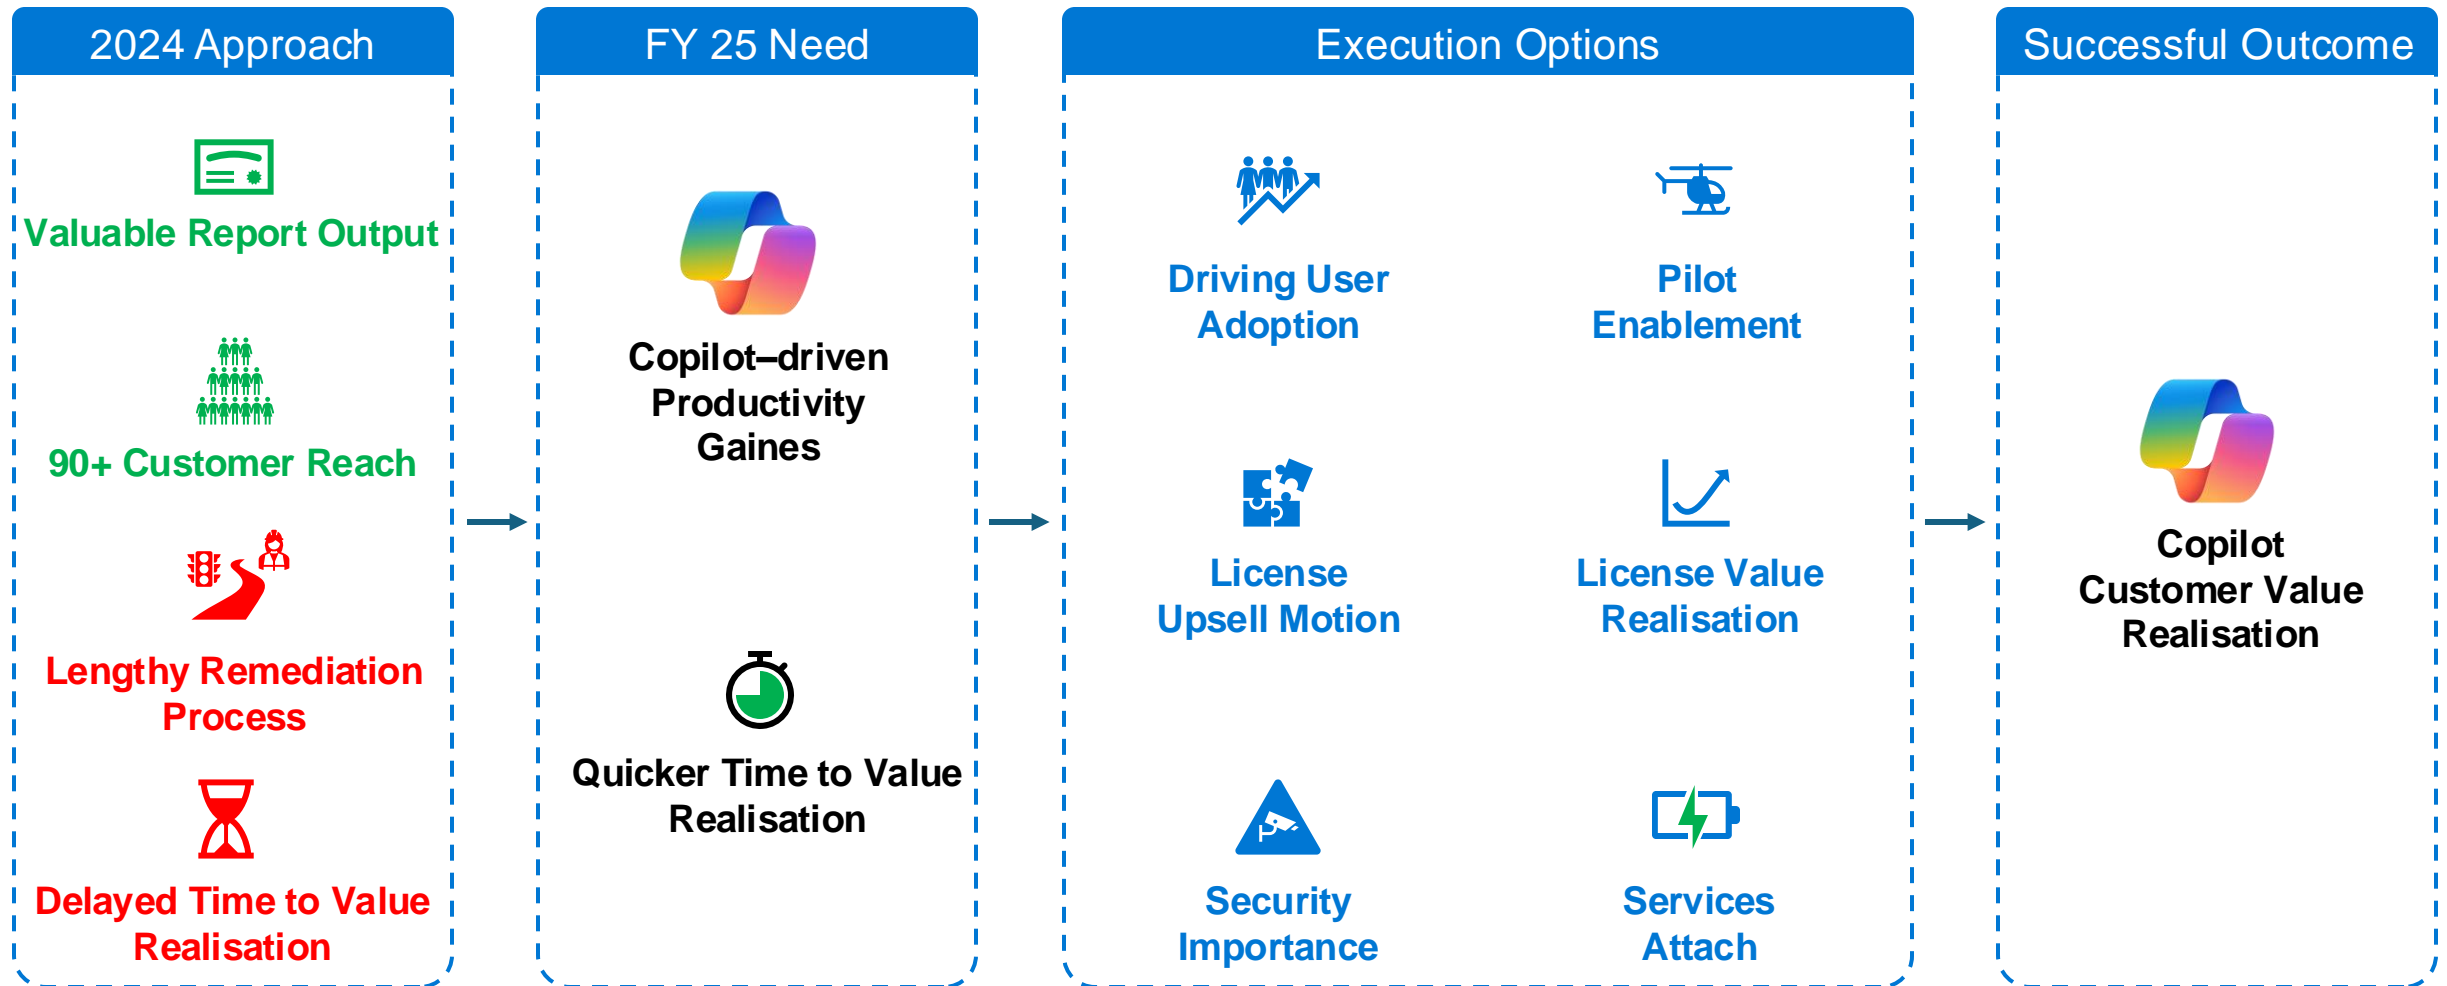 2024 Approach
Valuable Report Output
90+ Customer Reach
Lengthy Remediation
Process
Delayed Time to Value
Realisation
FY 25 Need
Copilot–driven
Productivity
Gaines
Quicker Time to Value
Realisation
Execution Options
Driving User
Adoption
Pilot
Enablement
License
Upsell Motion
License Value
Realisation
Security
Importance
Services
Attach
Successful Outcome
Copilot
Customer Value
Realisation